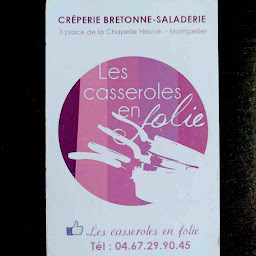 CRÊPERIE BRETONNE-SALADERIE
5 place de la Chapelle Neuve - Montpellier
Les
casseroles
en
folie
Les casseroles en folie
Tél : 04.67.29.90.45